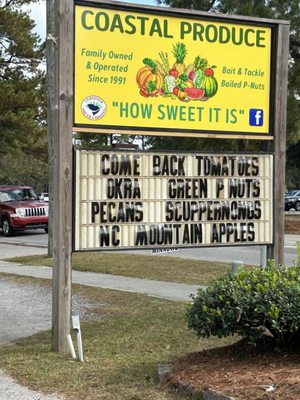 COASTAL PRODUCE
Family Owned
& Operated
Since 1991
Bait & Tackle
Boiled P-Nuts
"HOW SWEET IT IS"
f
COME BACK TOMATOES
OKRA GREEN P NUTS
PECANS SCUPPERNONGS
NC MOUNTAIN APPLES